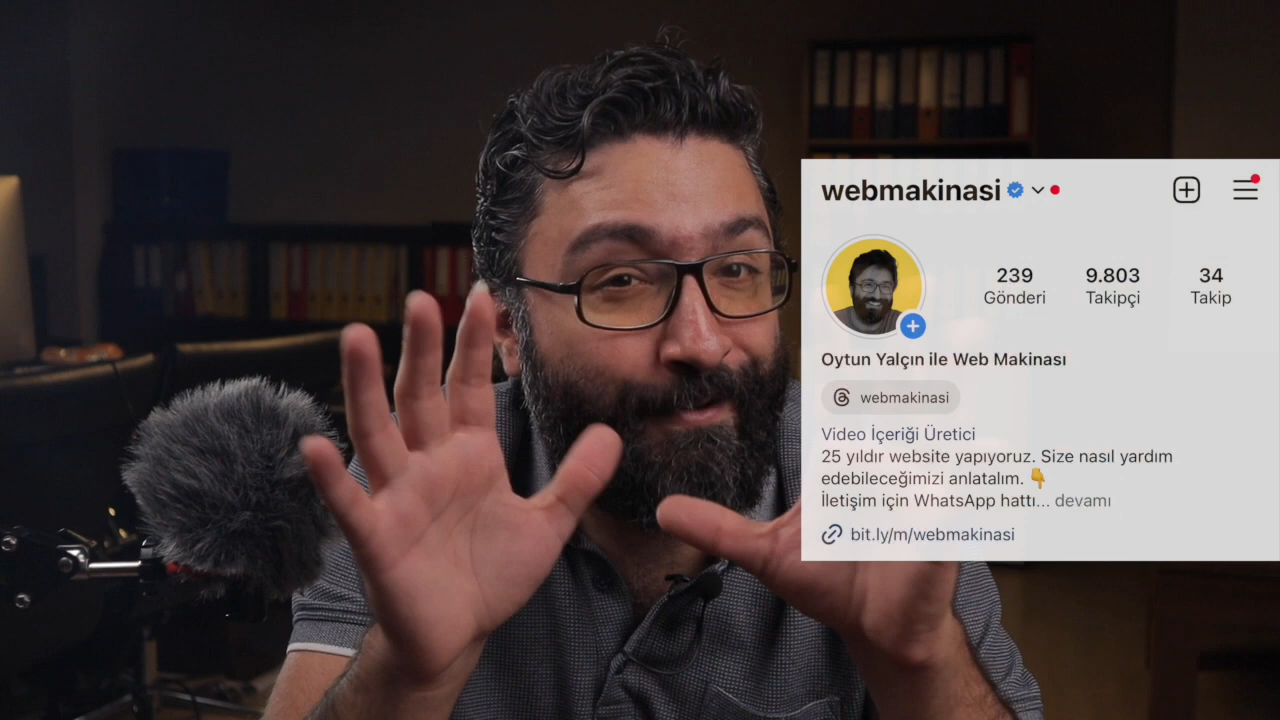 webmakinasi
239 9.803 34
Gönderi Takipçi Takip
Oytun Yalçın ile Web Makinası
webmakinasi
Video İçeriği Üretici
25 yıldır website yapıyoruz. Size nasıl yardım
edebileceğimizi anlatalım. 👇
İletişim için WhatsApp hattı... devamı
bit.ly/m/webmakinasi